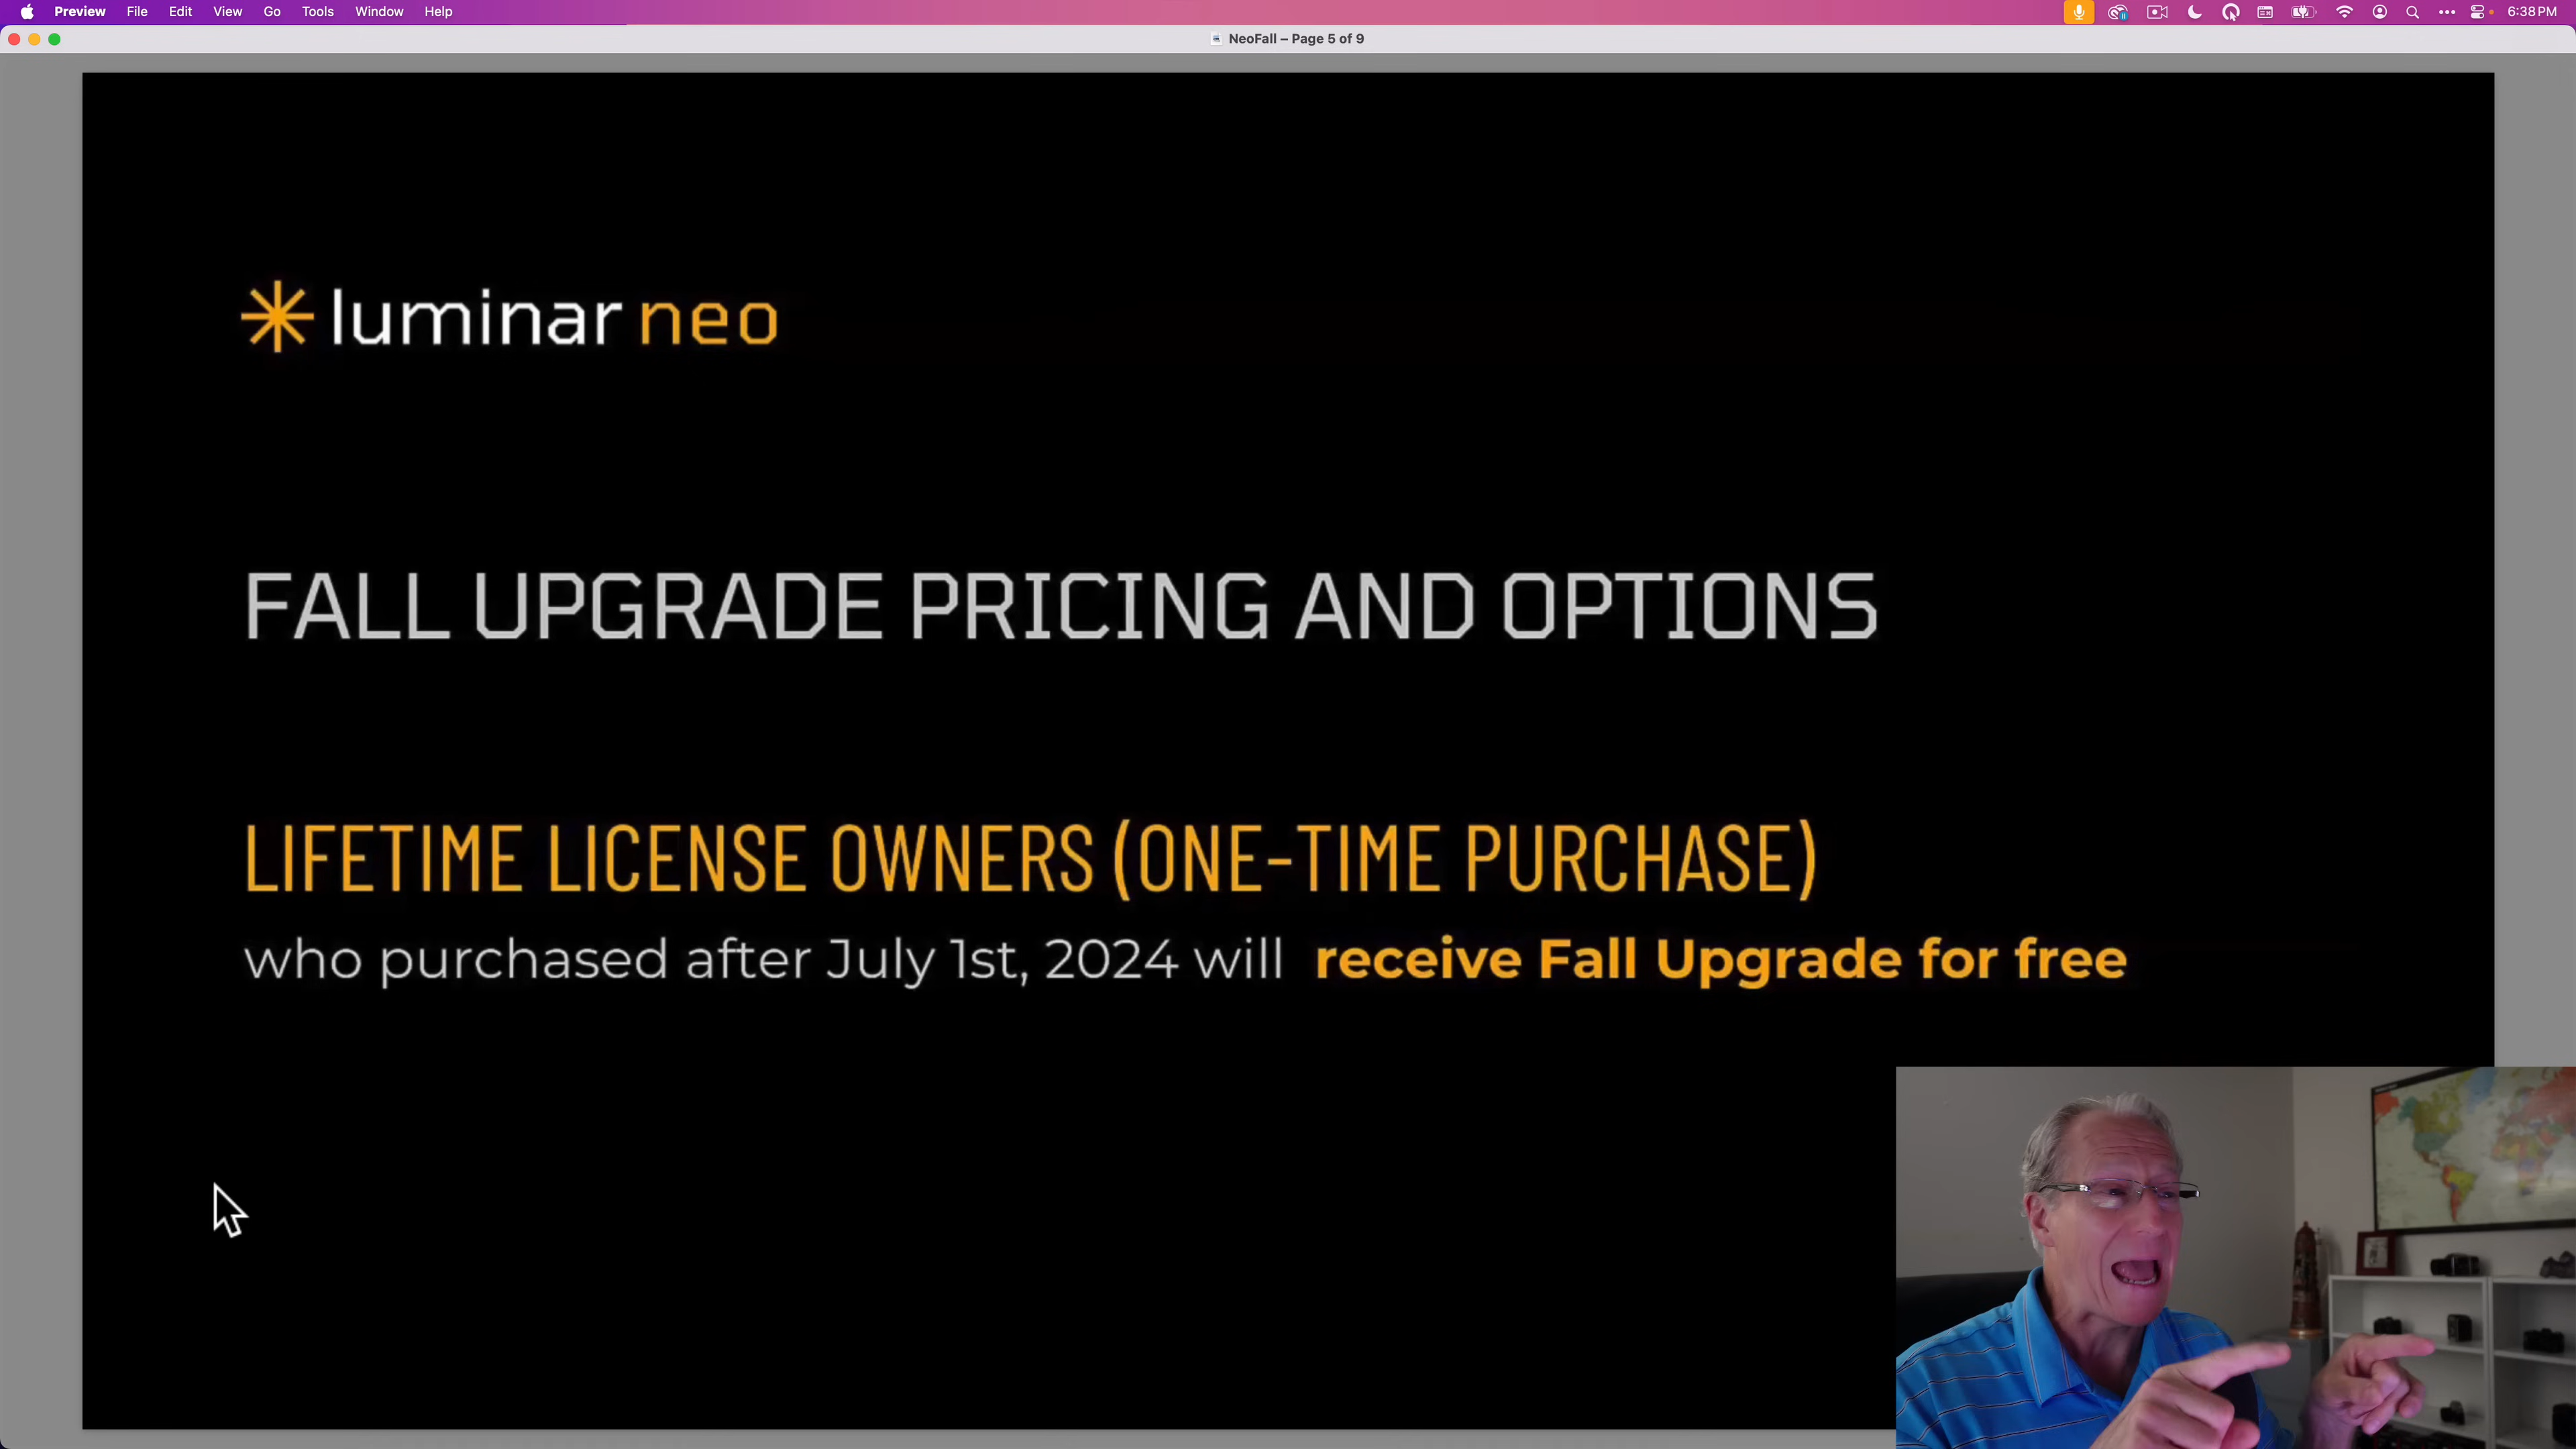 Preview File Edit View Go Tools Window Help 6:38 PM
NeoFall – Page 5 of 9
luminar neo
FALL UPGRADE PRICING AND OPTIONS
LIFETIME LICENSE OWNERS (ONE-TIME PURCHASE)
who purchased after July 1st, 2024 will receive Fall Upgrade for free